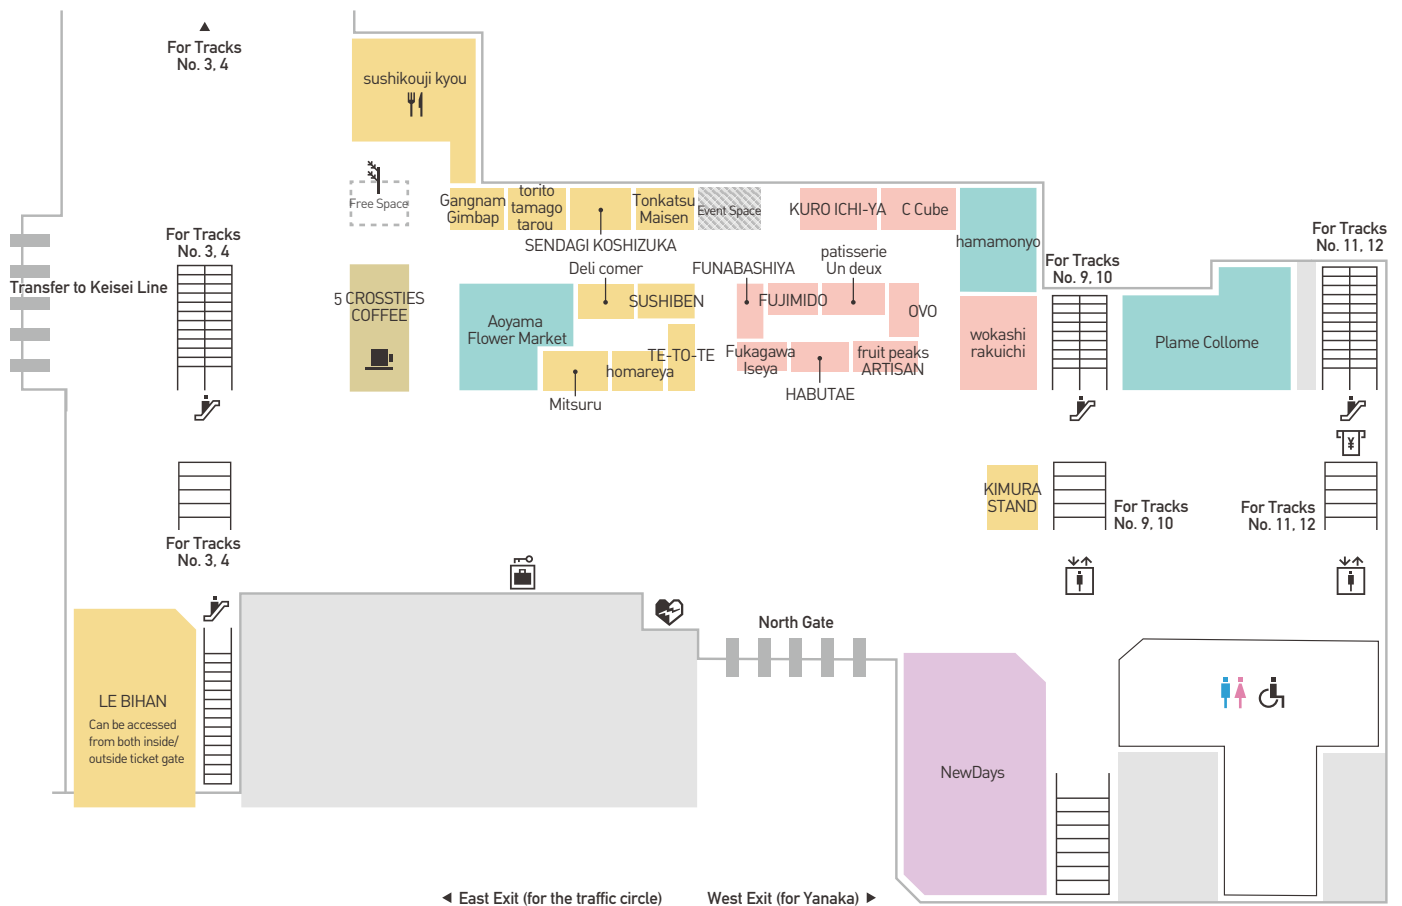 For Tracks
No. 3, 4
sushikouji kyou
Free Space
Gangnam
Gimbap
torito
tamago
tarou
SENDAGI KOSHIZUKA
Tonkatsu
Maisen
Event Space
KURO ICHI-YA
C Cube
hamamonyo
For Tracks
No. 3, 4
Transfer to Keisei Line
5 CROSSTIES
COFFEE
Aoyama
Flower Market
Deli comer
SUSHIBEN
TE-TO-TE
homareya
Mitsuru
FUNABASHIYA
FUJIMIDO
patisserie
Un deux
OVO
Fukagawa
Iseya
HABUTAE
fruit peaks
ARTISAN
wokashi
rakuichi
For Tracks
No. 9, 10
Plame Collome
For Tracks
No. 11, 12
¥
KIMURA
STAND
For Tracks
No. 9, 10
For Tracks
No. 11, 12
For Tracks
No. 3, 4
North Gate
LE BIHAN
Can be accessed
from both inside/
outside ticket gate
NewDays
◀ East Exit (for the traffic circle)
West Exit (for Yanaka) ▶